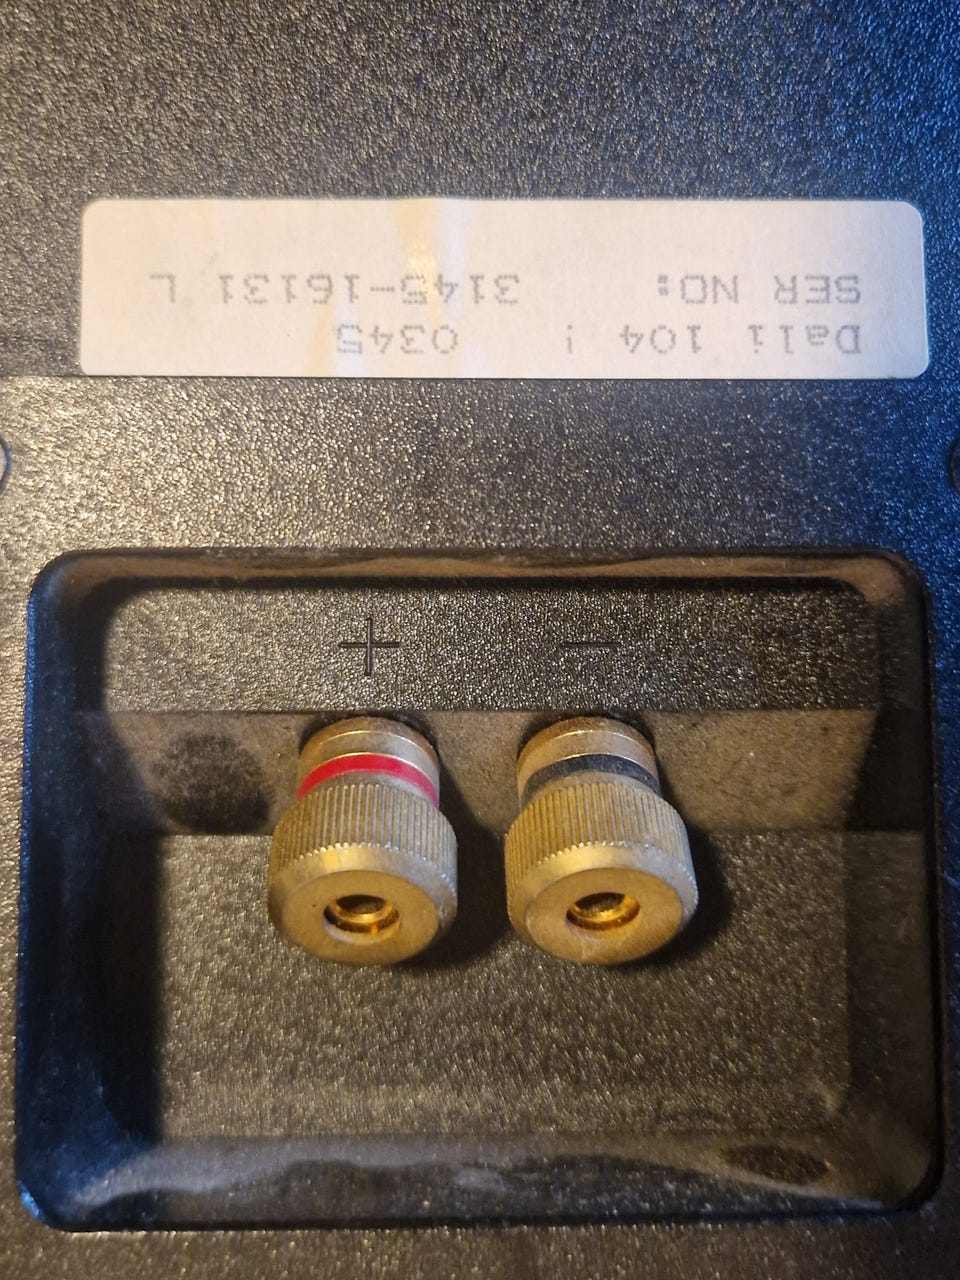 Dali 104 ! 0345
SER NO: 3145-16131 L
+ -